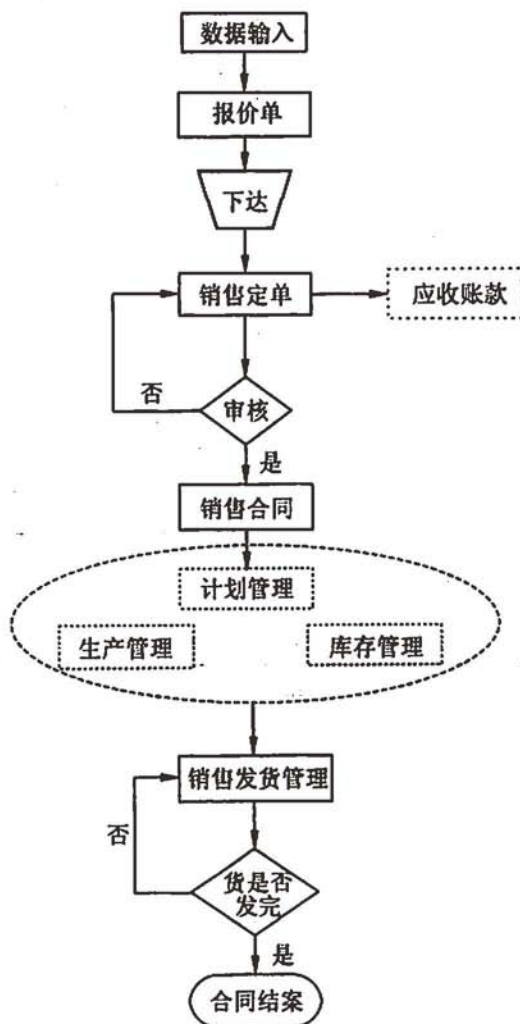 数据输入
报价单
下达
销售定单
应收账款
否
审核
是
销售合同
计划管理
生产管理
库存管理
销售发货管理
否
货是否
发完
是
合同结案